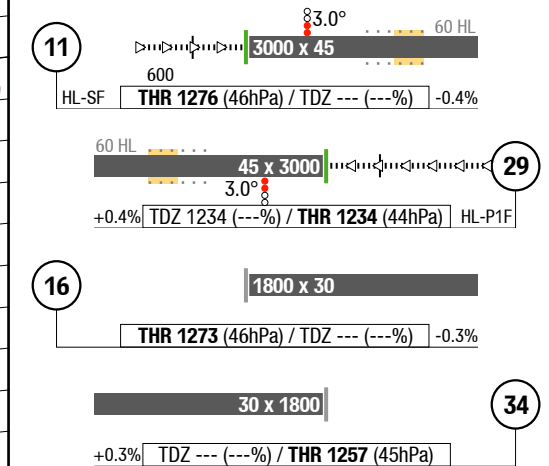 3.0° 60 HL
11 3000 x 45
600
HL-SF THR 1276 (46hPa) / TDZ --- (---%) -0.4%
60 HL
45 x 3000 29
3.0°
+0.4% TDZ 1234 (---%) / THR 1234 (44hPa) HL-P1F
16 1800 x 30
THR 1273 (46hPa) / TDZ --- (---%) -0.3%
30 x 1800 34
+0.3% TDZ --- (---%) / THR 1257 (45hPa)